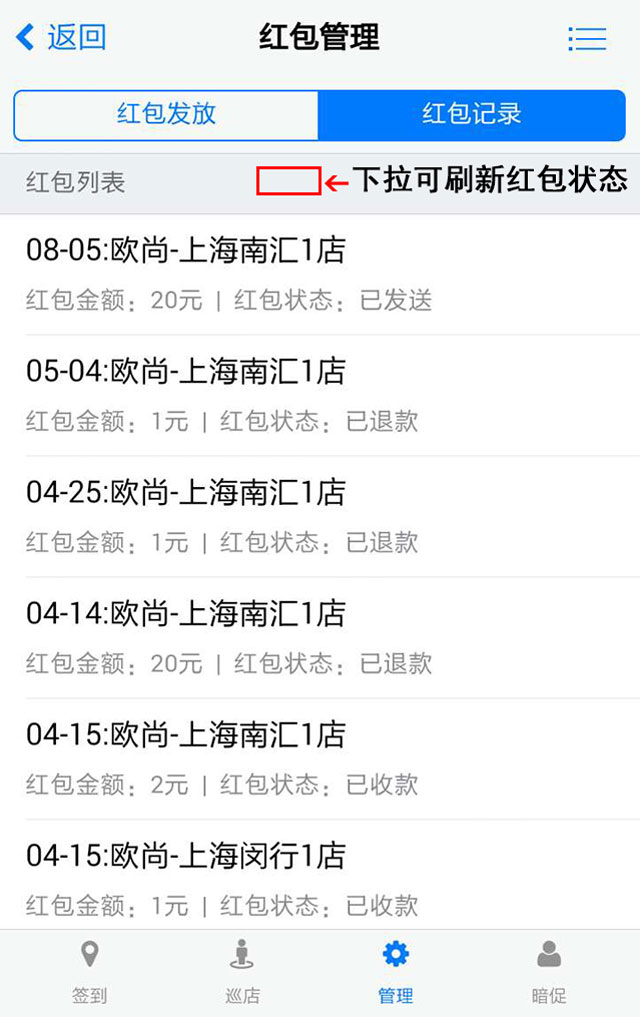 返回 红包管理
红包发放 红包记录
红包列表 下拉可刷新红包状态
08-05:欧尚-上海南汇1店
红包金额：20元 | 红包状态：已发送
05-04:欧尚-上海南汇1店
红包金额：1元 | 红包状态：已退款
04-25:欧尚-上海南汇1店
红包金额：1元 | 红包状态：已退款
04-14:欧尚-上海南汇1店
红包金额：20元 | 红包状态：已退款
04-15:欧尚-上海南汇1店
红包金额：2元 | 红包状态：已收款
04-15:欧尚-上海闵行1店
红包金额：1元 | 红包状态：已收款
签到 巡店 管理 暗促